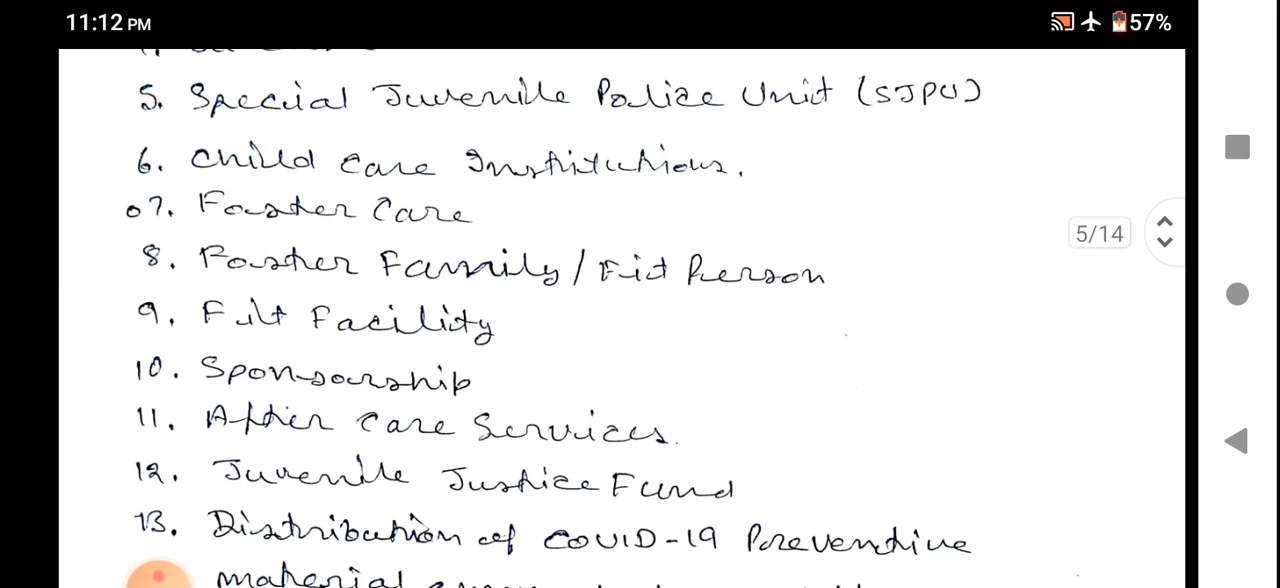 11:12 PM
57%
5. Special Juvenile Police Unit (SJPU)
6. Child Care Institutions.
07. Foster Care
5/14
8. Foster Family / Fit Person
9. Fit Facility
10. Sponsorship
11. After Care Services.
12. Juvenile Justice Fund
13. Distribution of COVID-19 Preventive
material